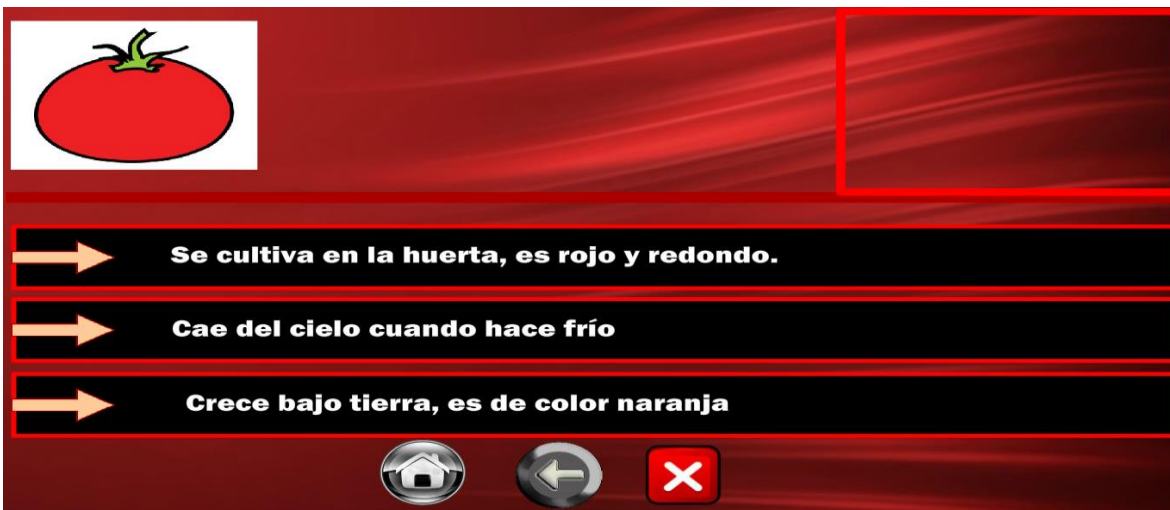 Se cultiva en la huerta, es rojo y redondo.
Cae del cielo cuando hace frío
Crece bajo tierra, es de color naranja